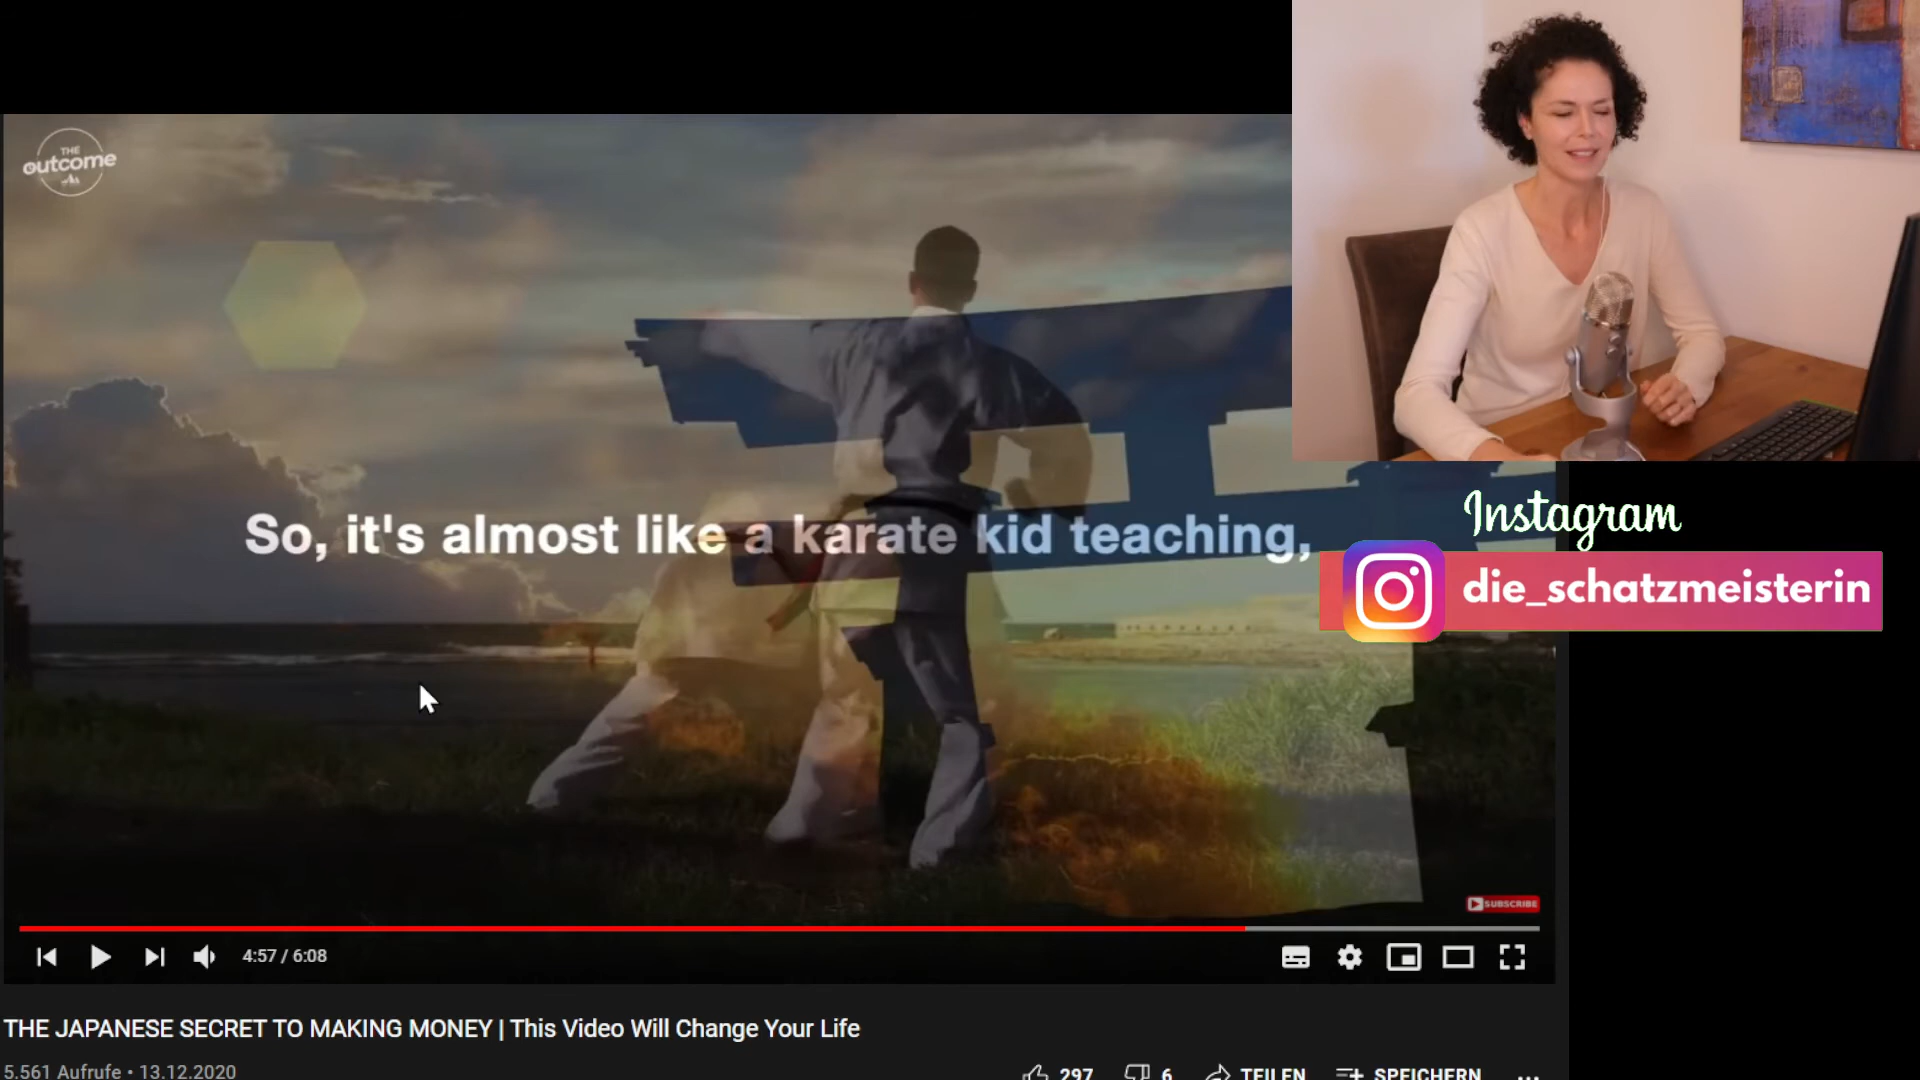 THE
outcome
So, it's almost like a karate kid teaching,
Instagram
die_schatzmeisterin
SUBSCRIBE
4:57 / 6:08
THE JAPANESE SECRET TO MAKING MONEY | This Video Will Change Your Life
5.561 Aufrufe • 13.12.2020
297
6
TEILEN
SPEICHERN
...